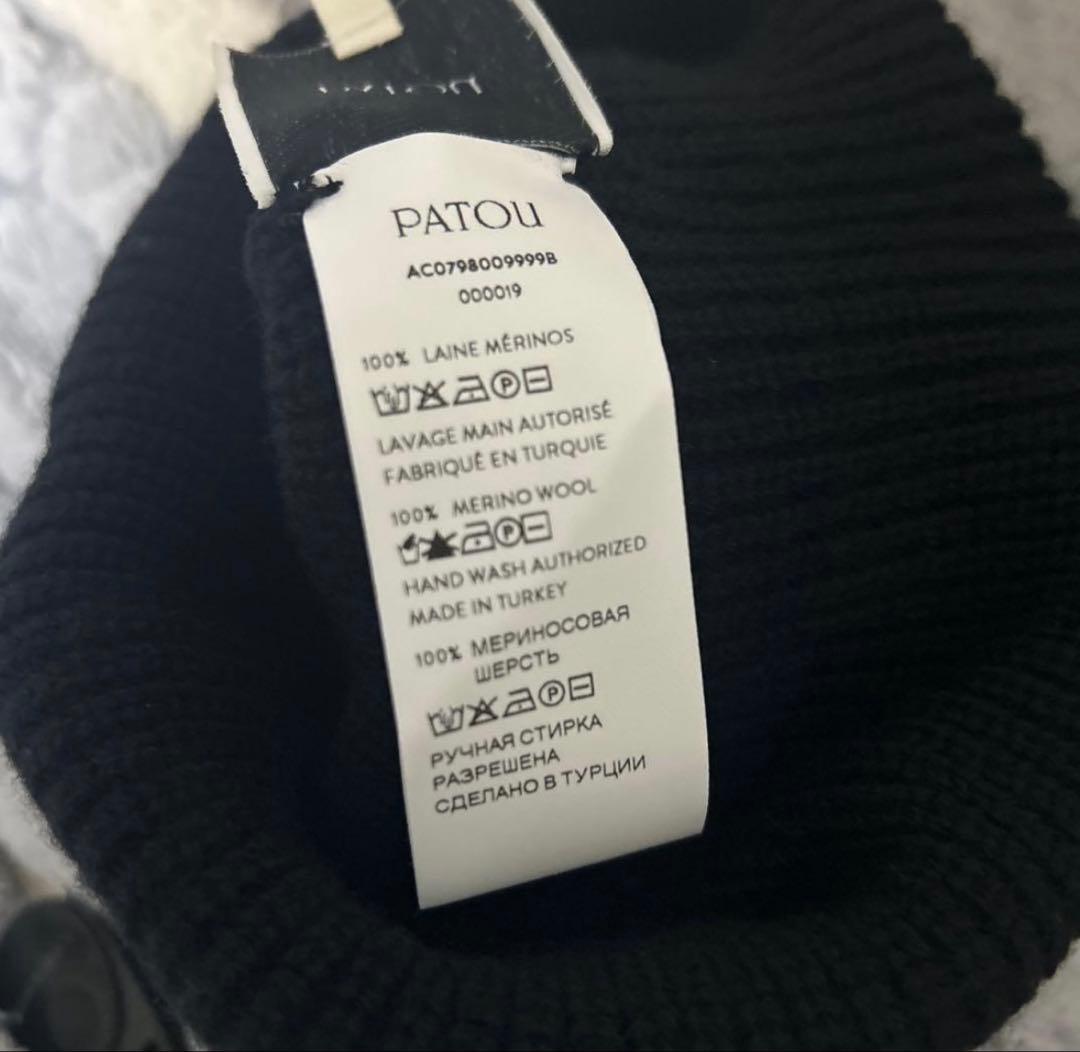 PATOU
AC0798009999B
000019
100% LAINE MÉRINOS
LAVAGE MAIN AUTORISÉ
FABRIQUÉ EN TURQUIE
100% MERINO WOOL
HAND WASH AUTHORIZED
MADE IN TURKEY
100% МЕРИНОСОВАЯ
ШЕРСТЬ
РУЧНАЯ СТИРКА
РАЗРЕШЕНА
СДЕЛАНО В ТУРЦИИ